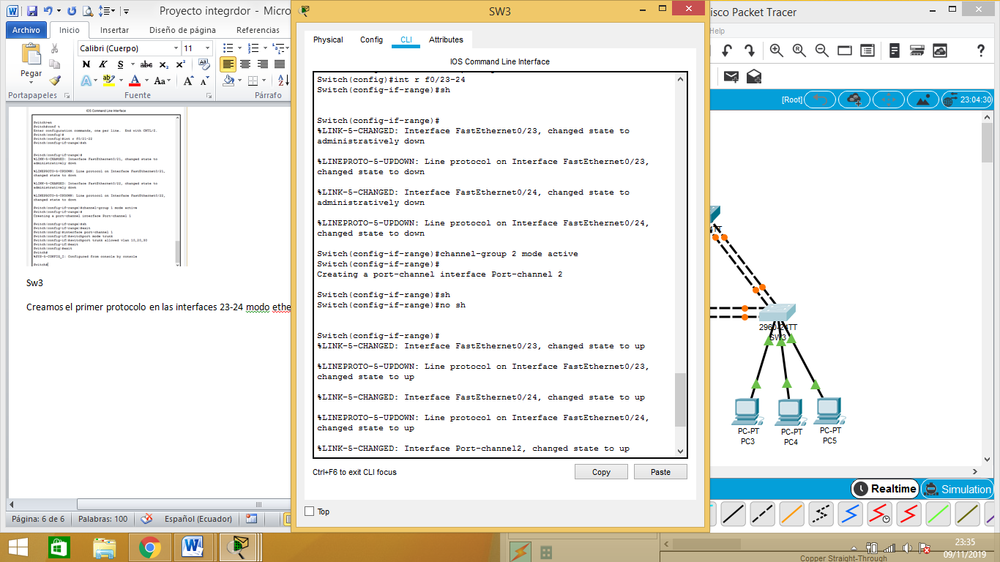 Proyecto integrdor - Micro
SW3
isco Packet Tracer
Archivo Inicio Insertar Diseño de página Referencias
Help
Physical Config CLI Attributes
Calibri (Cuerpo) 11
Pegar
N K S abc x₂ x²
A ab A Aa A A
Portapapeles Fuente Párrafo
IOS Command Line Interface
[Root] 23:04:30
IOS Command Line Interface
Switch>en
Switch#conf t
Enter configuration commands, one per line. End with CNTL/Z.
Switch(config)#
Switch(config)#int r f0/21-22
Switch(config-if-range)#sh
Switch(config-if-range)#
%LINK-5-CHANGED: Interface FastEthernet0/21, changed state to
administratively down
%LINEPROTO-5-UPDOWN: Line protocol on Interface FastEthernet0/21,
changed state to down
%LINK-5-CHANGED: Interface FastEthernet0/22, changed state to
administratively down
%LINEPROTO-5-UPDOWN: Line protocol on Interface FastEthernet0/22,
changed state to down
Switch(config-if-range)#channel-group 1 mode active
Switch(config-if-range)#
Creating a port-channel interface Port-channel 1
Switch(config-if-range)#sh
Switch(config-if-range)#exit
Switch(config)#interface port-channel 1
Switch(config-if)#switchport mode trunk
Switch(config-if)#switchport trunk allowed vlan 10,20,30
Switch(config-if)#exit
Switch(config)#exit
Switch#
%SYS-5-CONFIG_I: Configured from console by console
Switch#
Sw3
Creamos el primer protocolo en las interfaces 23-24 modo ethe
Switch(config)#int r f0/23-24
Switch(config-if-range)#sh
Switch(config-if-range)#
%LINK-5-CHANGED: Interface FastEthernet0/23, changed state to
administratively down
%LINEPROTO-5-UPDOWN: Line protocol on Interface FastEthernet0/23,
changed state to down
%LINK-5-CHANGED: Interface FastEthernet0/24, changed state to
administratively down
%LINEPROTO-5-UPDOWN: Line protocol on Interface FastEthernet0/24,
changed state to down
Switch(config-if-range)#channel-group 2 mode active
Switch(config-if-range)#
Creating a port-channel interface Port-channel 2
Switch(config-if-range)#sh
Switch(config-if-range)#no sh
Switch(config-if-range)#
%LINK-5-CHANGED: Interface FastEthernet0/23, changed state to up
%LINEPROTO-5-UPDOWN: Line protocol on Interface FastEthernet0/23,
changed state to up
%LINK-5-CHANGED: Interface FastEthernet0/24, changed state to up
%LINEPROTO-5-UPDOWN: Line protocol on Interface FastEthernet0/24,
changed state to up
%LINK-5-CHANGED: Interface Port-channel2, changed state to up
Ctrl+F6 to exit CLI focus Copy Paste
Top
TT
2960-24TT
SW3
PC-PT PC-PT PC-PT
PC3 PC4 PC5
Realtime Simulation
Página: 6 de 6 Palabras: 100 Español (Ecuador)
Copper Straight-Through
23:35
09/11/2019